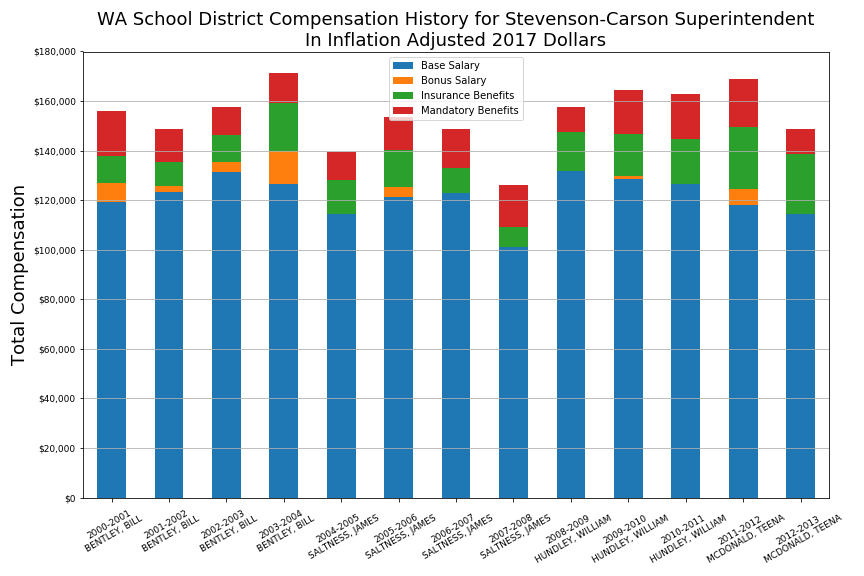 WA School District Compensation History for Stevenson-Carson Superintendent
In Inflation Adjusted 2017 Dollars
Total Compensation
$180,000
$160,000
$140,000
$120,000
$100,000
$80,000
$60,000
$40,000
$20,000
$0
Base Salary
Bonus Salary
Insurance Benefits
Mandatory Benefits
2000-2001
BENTLEY, BILL
2001-2002
BENTLEY, BILL
2002-2003
BENTLEY, BILL
2003-2004
BENTLEY, BILL
2004-2005
SALTNESS, JAMES
2005-2006
SALTNESS, JAMES
2006-2007
SALTNESS, JAMES
2007-2008
SALTNESS, JAMES
2008-2009
HUNDLEY, WILLIAM
2009-2010
HUNDLEY, WILLIAM
2010-2011
HUNDLEY, WILLIAM
2011-2012
MCDONALD, TEENA
2012-2013
MCDONALD, TEENA